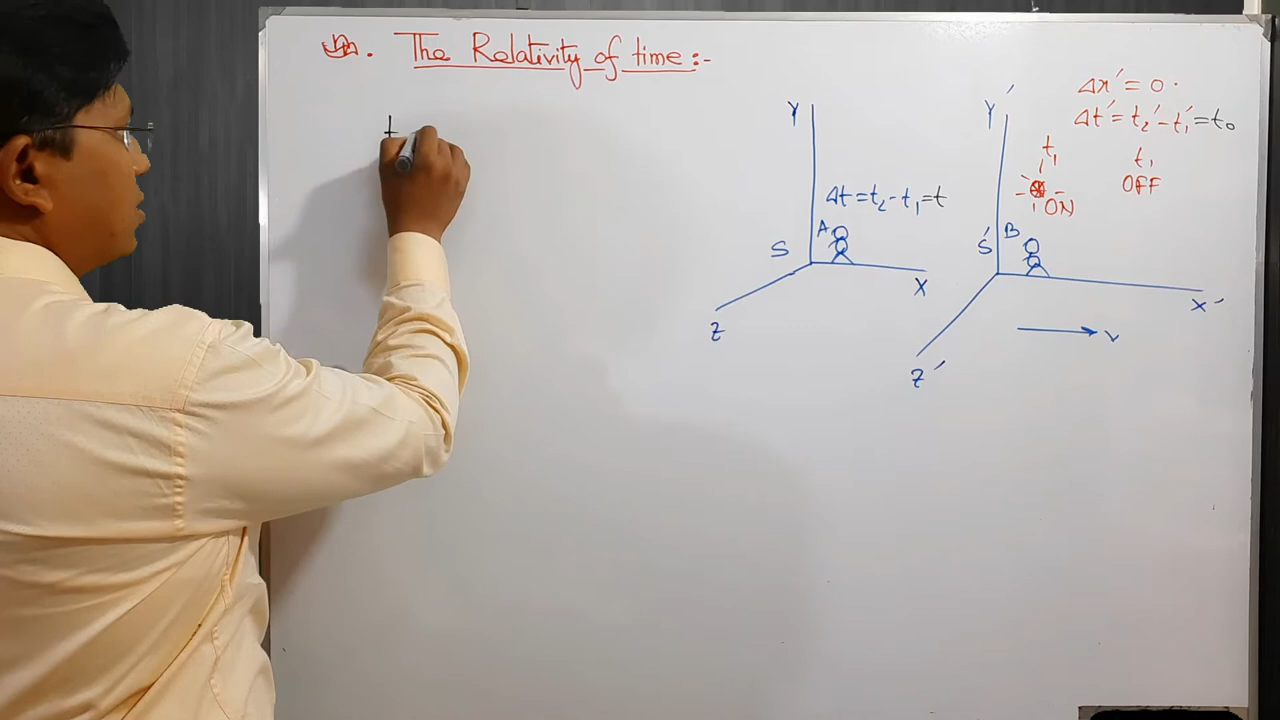 . The Relativity of time :-
t
Y
Δt = t₂ - t₁ = t
S
A
X
Z
Δx′ = 0 .
Δt′ = t₂′ - t₁′ = t₀
Y′
t₁
ON
t₁
OFF
S′
B
X′
Z′
v